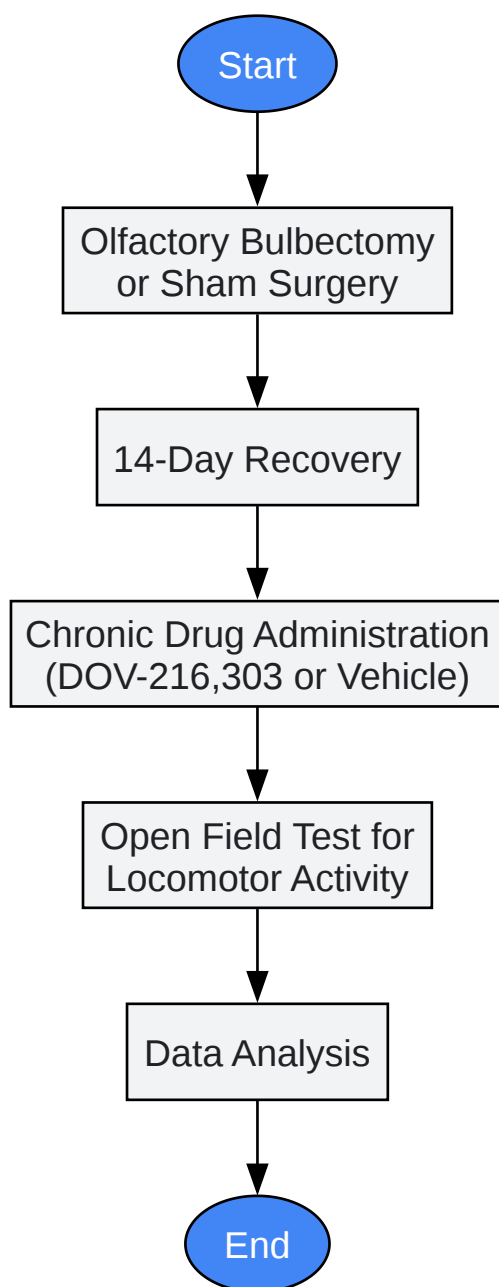 Start
Olfactory Bulbectomy
or Sham Surgery
14-Day Recovery
Chronic Drug Administration
(DOV-216,303 or Vehicle)
Open Field Test for
Locomotor Activity
Data Analysis
End